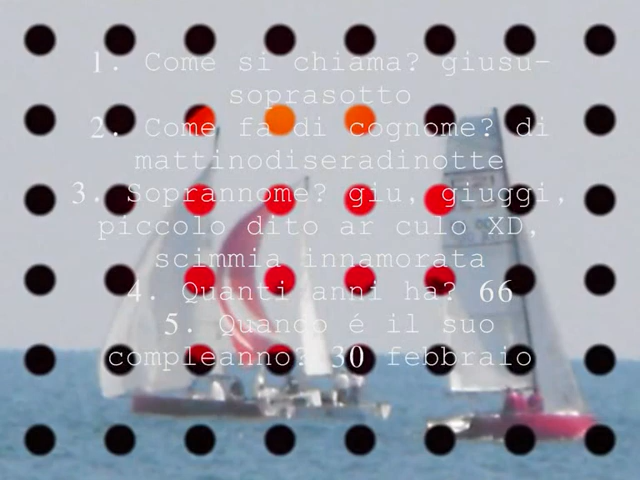 1. Come si chiama? giusu-
soprasotto
2. Come fa di cognome? di
mattinodiseradinotte
3. Soprannome? giu, giuggi,
piccolo dito ar culo XD,
scimmia innamorata
4. Quanti anni ha? 66
5. Quando é il suo
compleanno? 30 febbraio